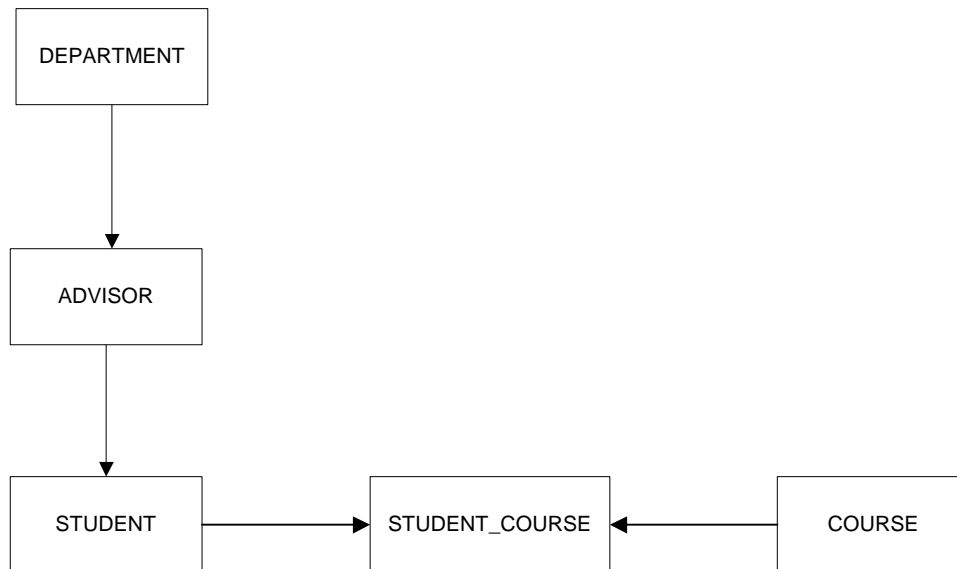 DEPARTMENT
ADVISOR
STUDENT
STUDENT_COURSE
COURSE